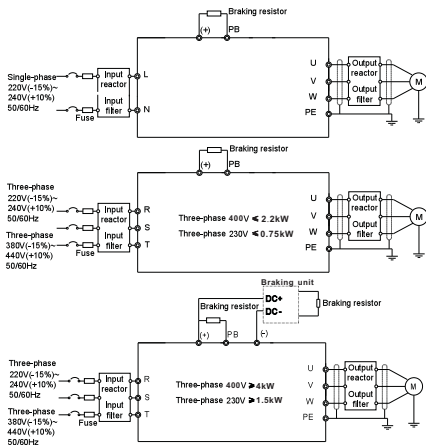 Braking resistor
(+) PB
Single-phase
220V(-15%)~
240V(+10%)
50/60Hz
Fuse
Input
reactor
Input
filter
L
N
U
V
W
PE
Output
reactor
Output
filter
M
Braking resistor
(+) PB
Three-phase
220V(-15%)~
240V(+10%)
50/60Hz
Three-phase
380V(-15%)~
440V(+10%)
50/60Hz
Fuse
Input
reactor
Input
filter
R
S
T
Three-phase 400V ≤ 2.2kW
Three-phase 230V ≤ 0.75kW
U
V
W
PE
Output
reactor
Output
filter
M
Braking unit
DC+
DC-
Braking resistor
Braking resistor
(+) PB (-)
Three-phase
220V(-15%)~
240V(+10%)
50/60Hz
Three-phase
380V(-15%)~
440V(+10%)
50/60Hz
Fuse
Input
reactor
Input
filter
R
S
T
Three-phase 400V ≥ 4kW
Three-phase 230V ≥ 1.5kW
U
V
W
PE
Output
reactor
Output
filter
M